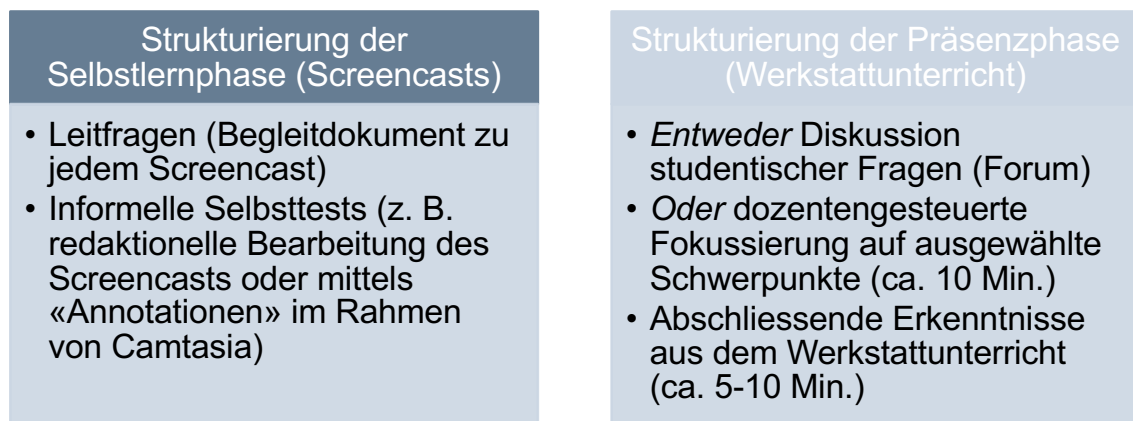 Strukturierung der
Selbstlernphase (Screencasts)
• Leitfragen (Begleitdokument zu
jedem Screencast)
• Informelle Selbsttests (z. B.
redaktionelle Bearbeitung des
Screencasts oder mittels
«Annotationen» im Rahmen
von Camtasia)
Strukturierung der Präsenzphase
(Werkstattunterricht)
• Entweder Diskussion
studentischer Fragen (Forum)
• Oder dozentengesteuerte
Fokussierung auf ausgewählte
Schwerpunkte (ca. 10 Min.)
• Abschliessende Erkenntnisse
aus dem Werkstattunterricht
(ca. 5-10 Min.)